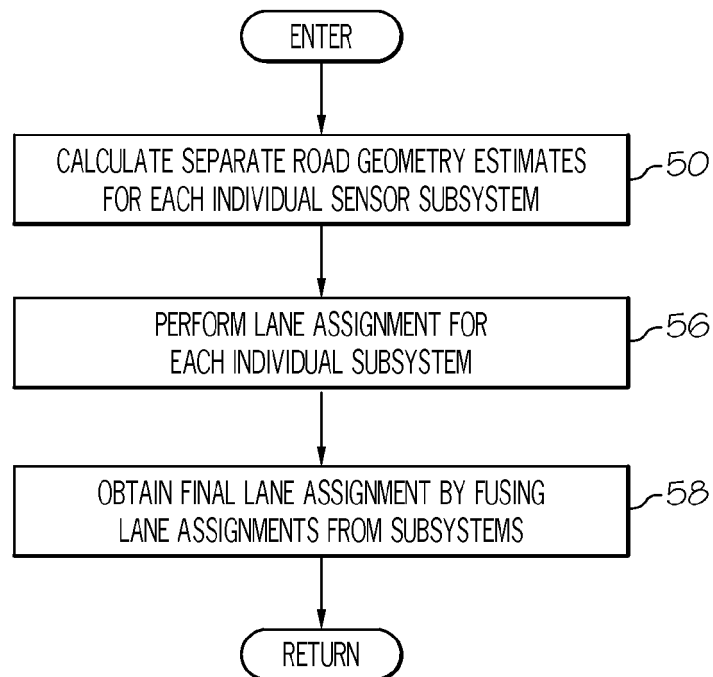 ENTER
CALCULATE SEPARATE ROAD GEOMETRY ESTIMATES
FOR EACH INDIVIDUAL SENSOR SUBSYSTEM
50
PERFORM LANE ASSIGNMENT FOR
EACH INDIVIDUAL SUBSYSTEM
56
OBTAIN FINAL LANE ASSIGNMENT BY FUSING
LANE ASSIGNMENTS FROM SUBSYSTEMS
58
RETURN